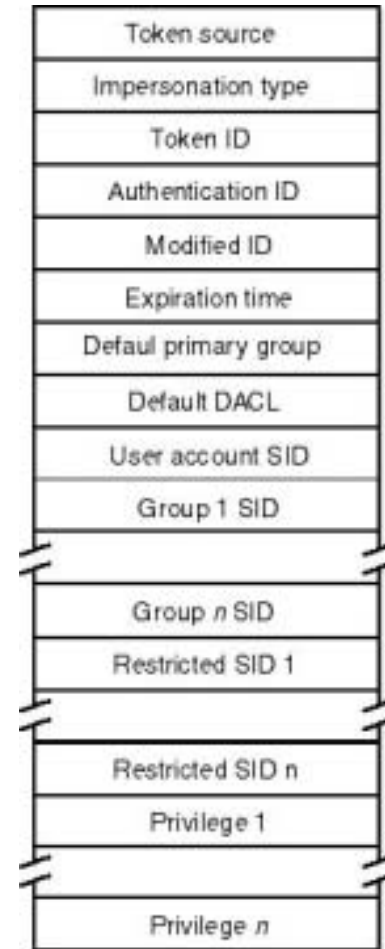 Token source
Impersonation type
Token ID
Authentication ID
Modified ID
Expiration time
Defaul primary group
Default DACL
User account SID
Group 1 SID
Group n SID
Restricted SID 1
Restricted SID n
Privilege 1
Privilege n